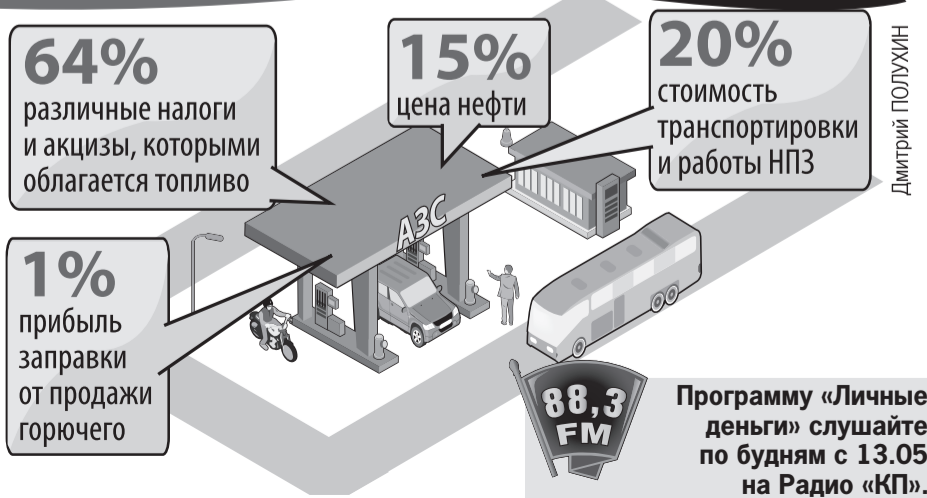 64%
различные налоги
и акцизы, которыми
облагается топливо
15%
цена нефти
20%
стоимость
транспортировки
и работы НПЗ
Дмитрий ПОЛУХИН
АЗС
1%
прибыль
заправки
от продажи
горючего
88,3
FM
Программу «Личные
деньги» слушайте
по будням с 13.05
на Радио «КП».